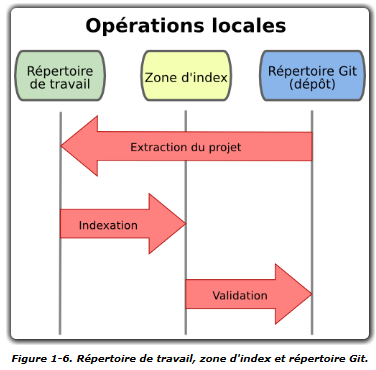 Opérations locales
Répertoire
de travail
Zone d'index
Répertoire Git
(dépôt)
Extraction du projet
Indexation
Validation
Figure 1-6. Répertoire de travail, zone d'index et répertoire Git.